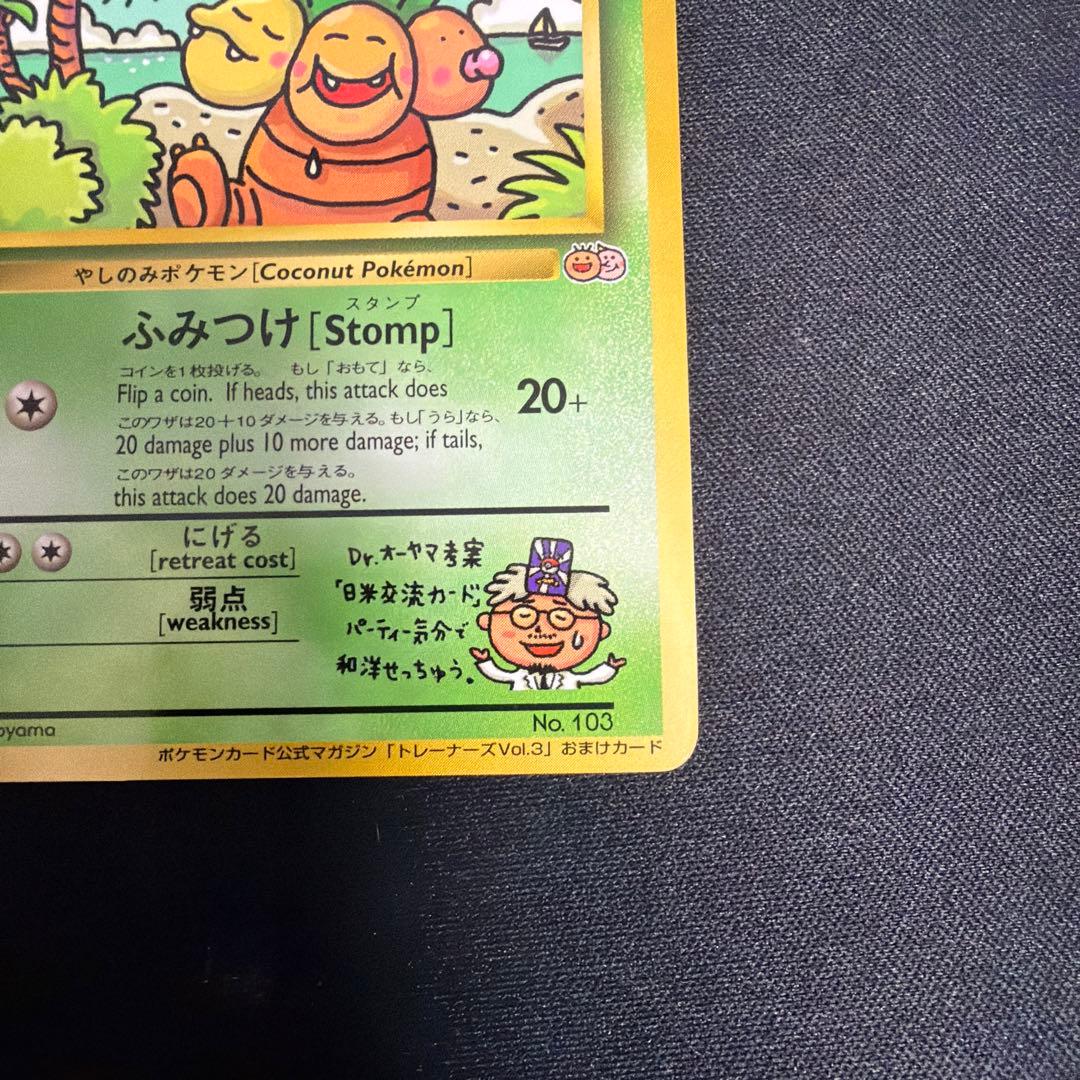 やしのみポケモン[Coconut Pokémon]
スタンプ
ふみつけ[Stomp]
コインを1枚投げる。 もし「おもて」なら、
Flip a coin. If heads, this attack does
20+
このワザは20+10ダメージを与える。もし「うら」なら、
20 damage plus 10 more damage; if tails,
このワザは20ダメージを与える。
this attack does 20 damage.
にげる
[retreat cost]
弱点
[weakness]
Dr.オーヤマ考案
「日米交流カード」
パーティー気分で
和洋せっちゅう。
oyama
No. 103
ポケモンカード公式マガジン「トレーナーズVol.3」おまけカード